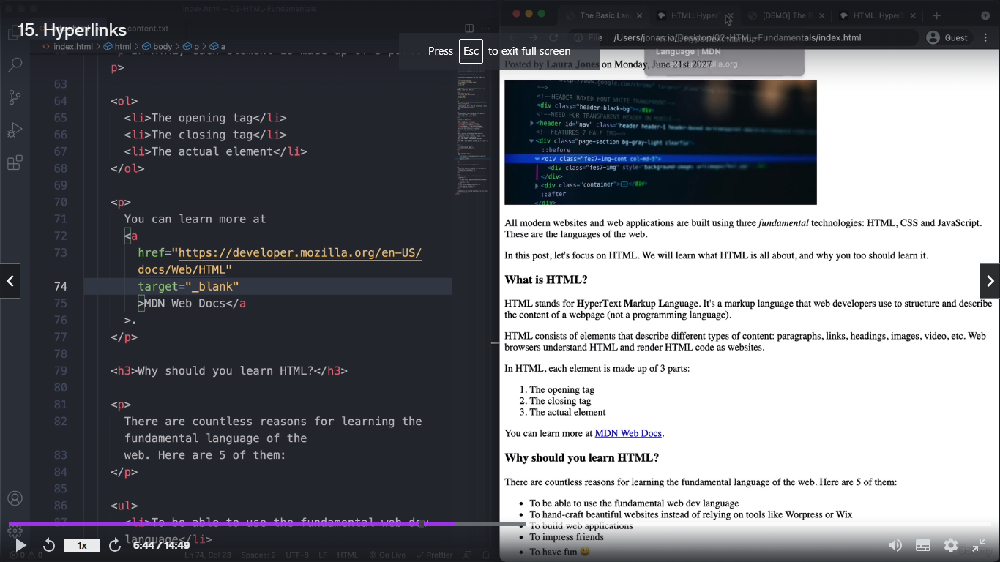 index.html — 02-HTML-Fundamentals
15. Hyperlinks
content.txt
index.html > html > body > p > a
p>
63
64 <ol>
65 <li>The opening tag</li>
66 <li>The closing tag</li>
67 <li>The actual element</li>
68 </ol>
69
70 <p>
71 You can learn more at
72 <a
73 href="https://developer.mozilla.org/en-US/
docs/Web/HTML"
74 target="_blank"
75 >MDN Web Docs</a
76 >.
77 </p>
78
79 <h3>Why should you learn HTML?</h3>
80
81 <p>
82 There are countless reasons for learning the
fundamental language of the
83 web. Here are 5 of them:
84 </p>
85
86 <ul>
87 <li>To be able to use the fundamental web dev
language</li>
1x
6:44 / 14:49
0 0
Ln 74, Col 23 Spaces: 2 UTF-8 LF HTML Go Live Prettier
Press Esc to exit full screen
The Basic Lan
HTML: Hyper
[DEMO] The B
HTML: Hyper
File /Users/jonas.io/Desktop/02-HTML-Fundamentals/index.html
Guest
Language | MDN
Posted by Laura Jones on Monday, June 21st 2027
<!--HEADER BOXED FONT WHITE TRANSPARENT-->
<div class="header-black-bg"></div>
<!--NEED FOR TRANSPARENT HEADER ON MOBILE-->
<header id="nav" class="header header-1
<!--FEATURES 7 HALF IMG-->
<div class="page-section bg-gray-light clearfix">
::before
<div class="fes7-img-cont col-md-5">
<div class="fes7-img" style="background-image:
</div>
<div class="container"></div>
::after
</div>
All modern websites and web applications are built using three fundamental technologies: HTML, CSS and JavaScript.
These are the languages of the web.
In this post, let's focus on HTML. We will learn what HTML is all about, and why you too should learn it.
What is HTML?
HTML stands for HyperText Markup Language. It's a markup language that web developers use to structure and describe
the content of a webpage (not a programming language).
HTML consists of elements that describe different types of content: paragraphs, links, headings, images, video, etc. Web
browsers understand HTML and render HTML code as websites.
In HTML, each element is made up of 3 parts:
1. The opening tag
2. The closing tag
3. The actual element
You can learn more at MDN Web Docs.
Why should you learn HTML?
There are countless reasons for learning the fundamental language of the web. Here are 5 of them:
• To be able to use the fundamental web dev language
• To hand-craft beautiful websites instead of relying on tools like Worpress or Wix
• To build web applications
• To impress friends
• To have fun 😃